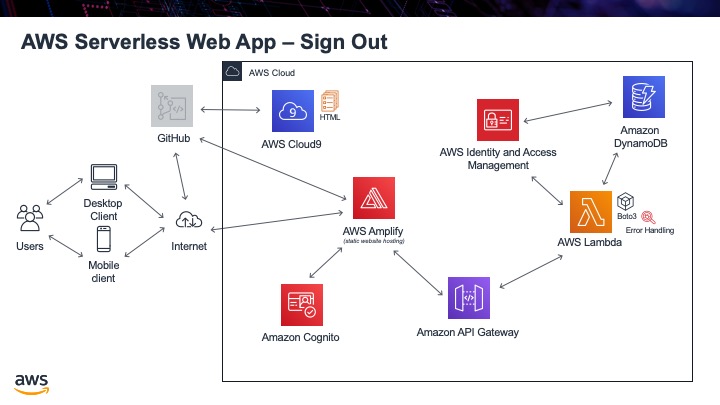 AWS Serverless Web App – Sign Out
AWS Cloud
GitHub
9
AWS Cloud9
HTML
AWS Identity and Access
Management
Amazon
DynamoDB
Users
Desktop
Client
Mobile
client
Internet
AWS Amplify
(static website hosting)
AWS Lambda
Boto3
Error Handling
Amazon Cognito
Amazon API Gateway
aws